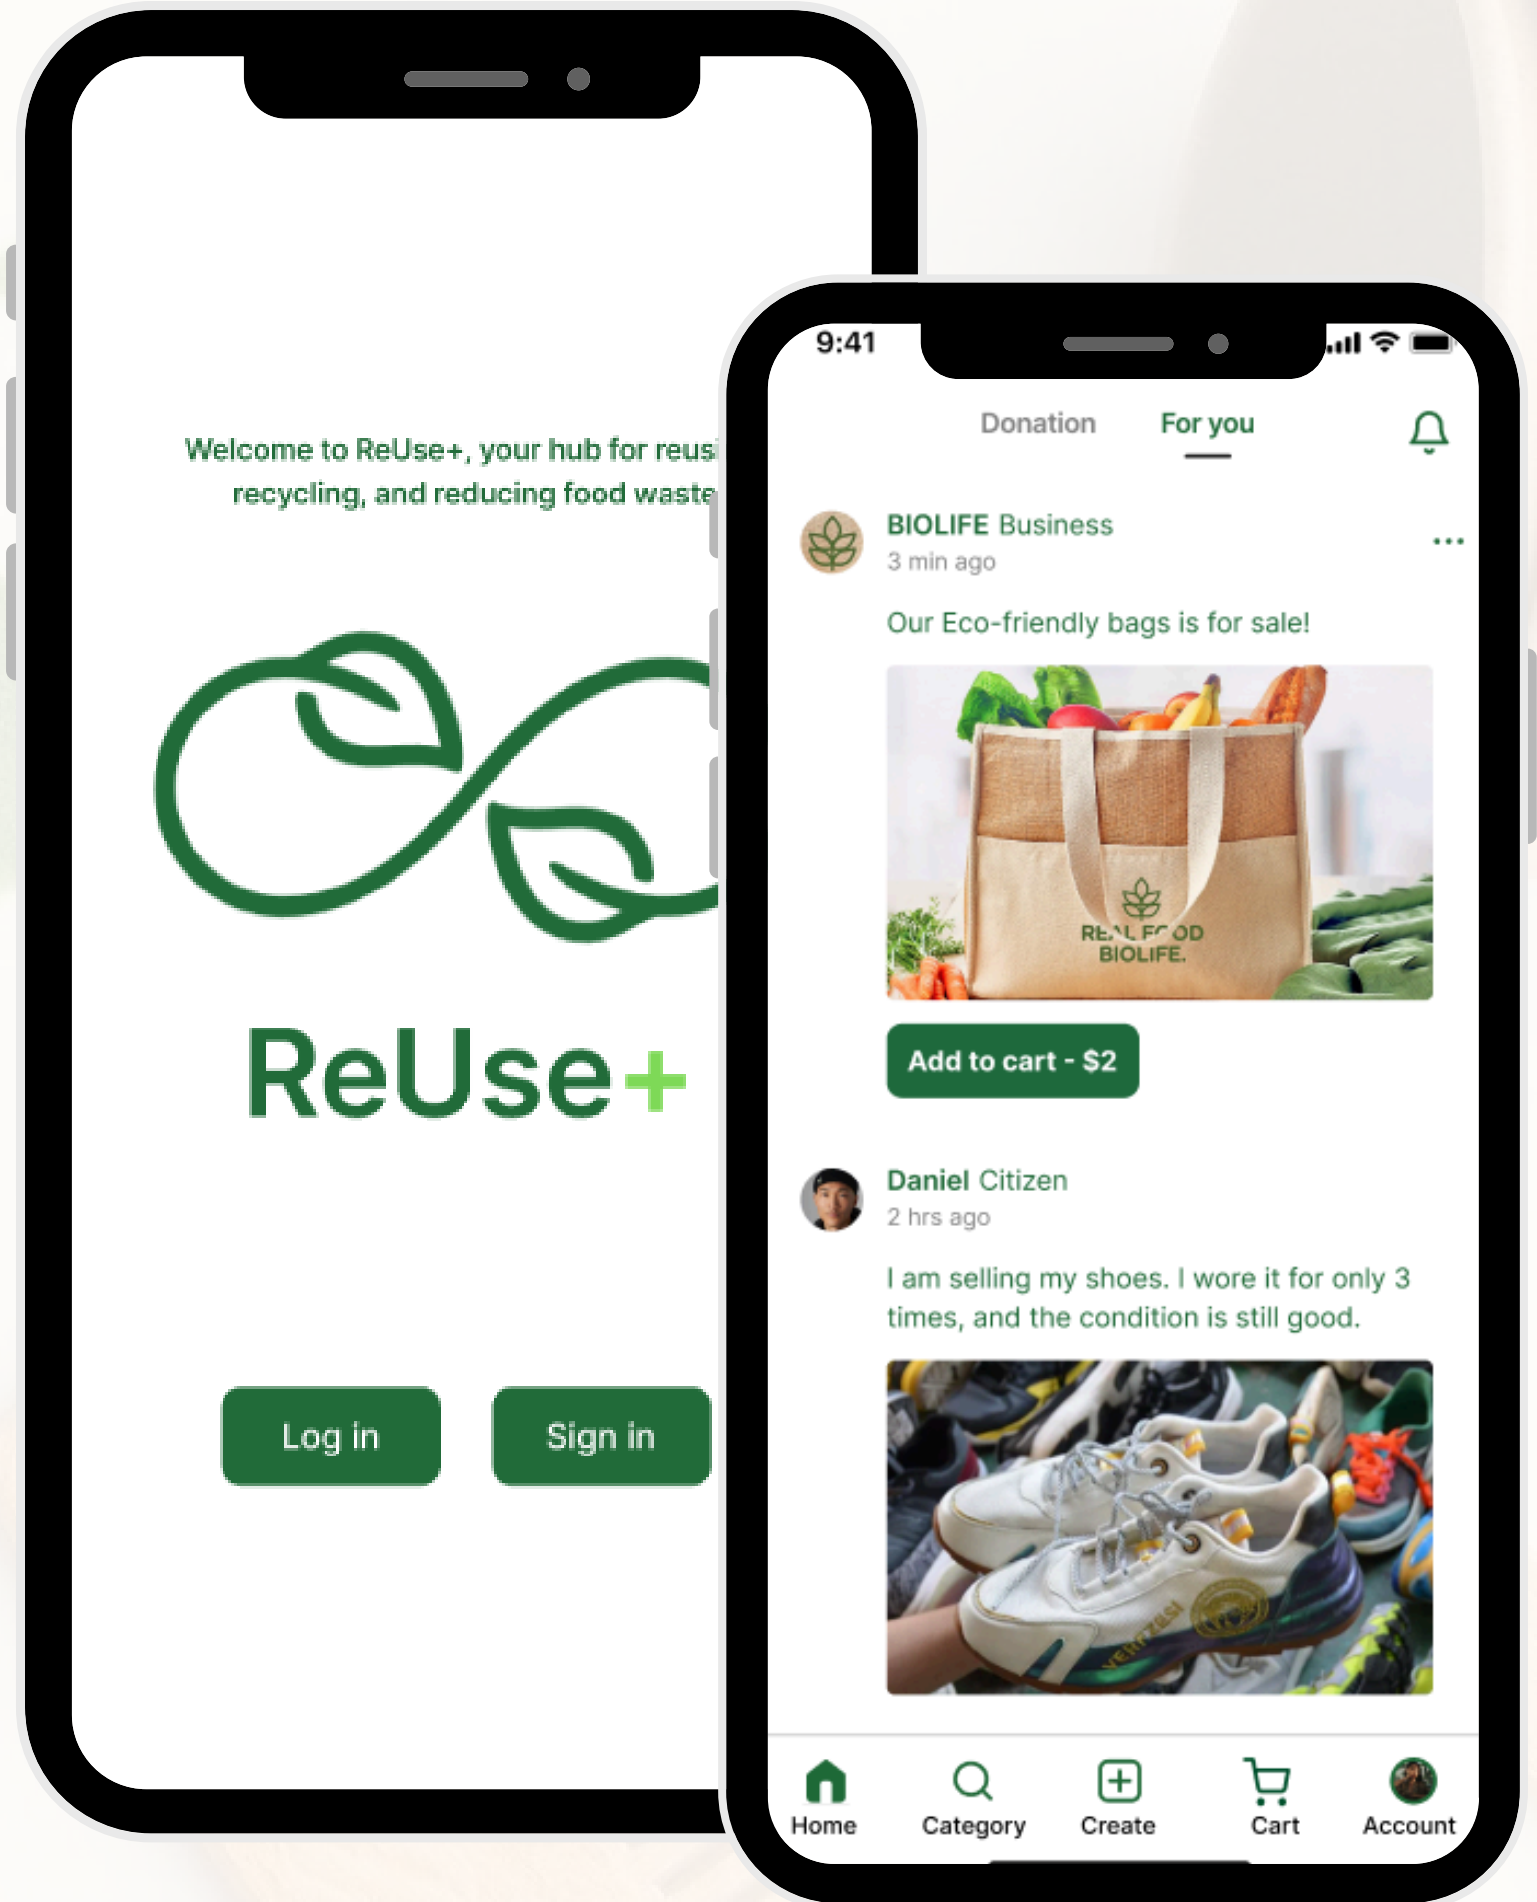 Welcome to ReUse+, your hub for
recycling, and reducing food waste
ReUse+
Log in
Sign in
9:41
Donation
For you
BIOLIFE Business
3 min ago
Our Eco-friendly bags is for sale!
REAL FOOD
BIOLIFE.
Add to cart - $2
Daniel Citizen
2 hrs ago
I am selling my shoes. I wore it for only 3
times, and the condition is still good.
Home
Category
Create
Cart
Account